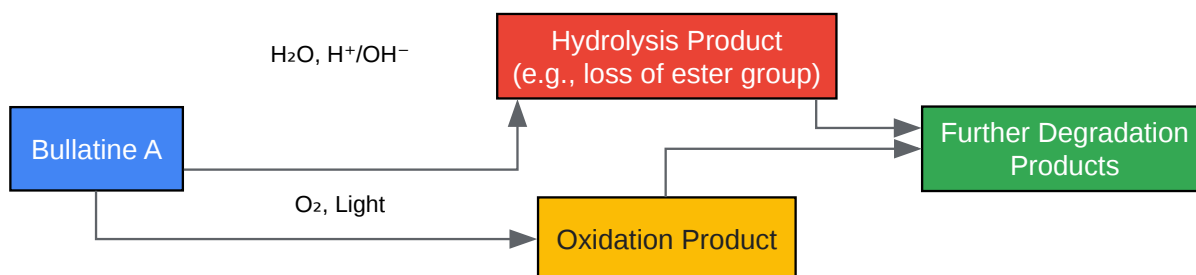 H₂O, H⁺/OH⁻
Hydrolysis Product
(e.g., loss of ester group)
Bullatine A
Further Degradation
Products
O₂, Light
Oxidation Product